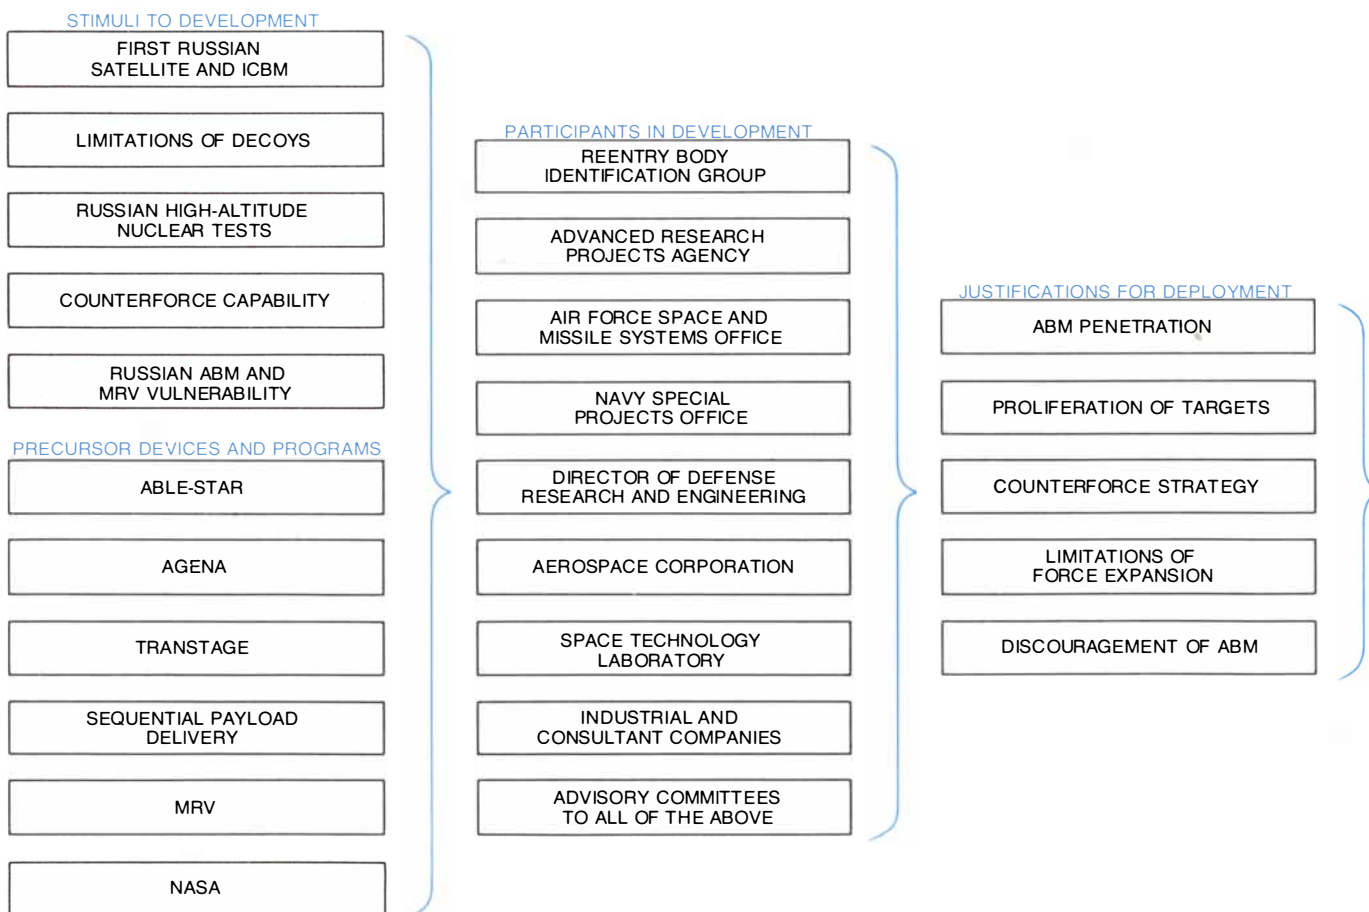 STIMULI TO DEVELOPMENT
FIRST RUSSIAN
SATELLITE AND ICBM
LIMITATIONS OF DECOYS
RUSSIAN HIGH-ALTITUDE
NUCLEAR TESTS
COUNTERFORCE CAPABILITY
RUSSIAN ABM AND
MRV VULNERABILITY
PRECURSOR DEVICES AND PROGRAMS
ABLE-STAR
AGENA
TRANSTAGE
SEQUENTIAL PAYLOAD
DELIVERY
MRV
NASA
PARTICIPANTS IN DEVELOPMENT
REENTRY BODY
IDENTIFICATION GROUP
ADVANCED RESEARCH
PROJECTS AGENCY
AIR FORCE SPACE AND
MISSILE SYSTEMS OFFICE
NAVY SPECIAL
PROJECTS OFFICE
DIRECTOR OF DEFENSE
RESEARCH AND ENGINEERING
AEROSPACE CORPORATION
SPACE TECHNOLOGY
LABORATORY
INDUSTRIAL AND
CONSULTANT COMPANIES
ADVISORY COMMITTEES
TO ALL OF THE ABOVE
JUSTIFICATIONS FOR DEPLOYMENT
ABM PENETRATION
PROLIFERATION OF TARGETS
COUNTERFORCE STRATEGY
LIMITATIONS OF
FORCE EXPANSION
DISCOURAGEMENT OF ABM